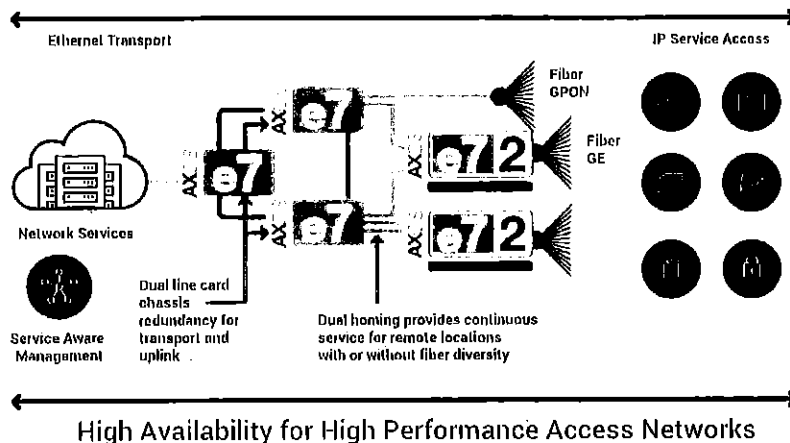 Ethernet Transport
IP Service Access
Fiber
GPON
Fiber
GE
AX
e7
AX
e7
AX
e7
AX
e7 2
AX
e7 2
Network Services
Service Aware
Management
Dual line card
chassis
redundancy for
transport and
uplink
Dual homing provides continuous
service for remote locations
with or without fiber diversity
High Availability for High Performance Access Networks